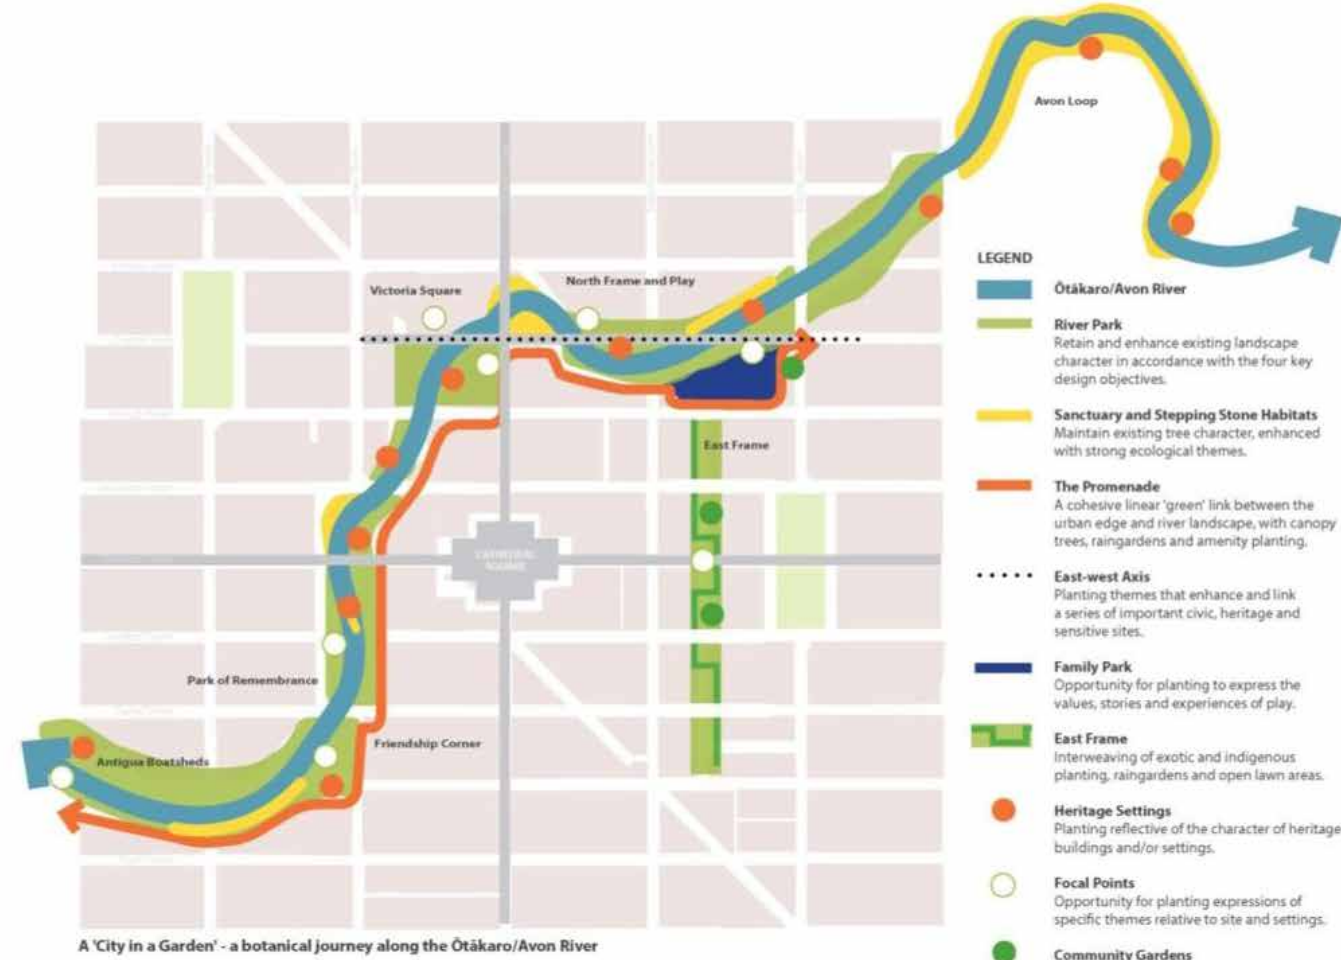 Avon Loop
North Frame and Play
Victoria Square
East Frame
CATHEDRAL
SQUARE
Park of Remembrance
Friendship Corner
Antigua Boatsheds
LEGEND
Ōtākaro/Avon River
River Park
Retain and enhance existing landscape
character in accordance with the four key
design objectives.
Sanctuary and Stepping Stone Habitats
Maintain existing tree character, enhanced
with strong ecological themes.
The Promenade
A cohesive linear 'green' link between the
urban edge and river landscape, with canopy
trees, raingardens and amenity planting.
East-west Axis
Planting themes that enhance and link
a series of important civic, heritage and
sensitive sites.
Family Park
Opportunity for planting to express the
values, stories and experiences of play.
East Frame
Interweaving of exotic and indigenous
planting, raingardens and open lawn areas.
Heritage Settings
Planting reflective of the character of heritage
buildings and/or settings.
Focal Points
Opportunity for planting expressions of
specific themes relative to site and settings.
Community Gardens
A 'City in a Garden' - a botanical journey along the Ōtākaro/Avon River